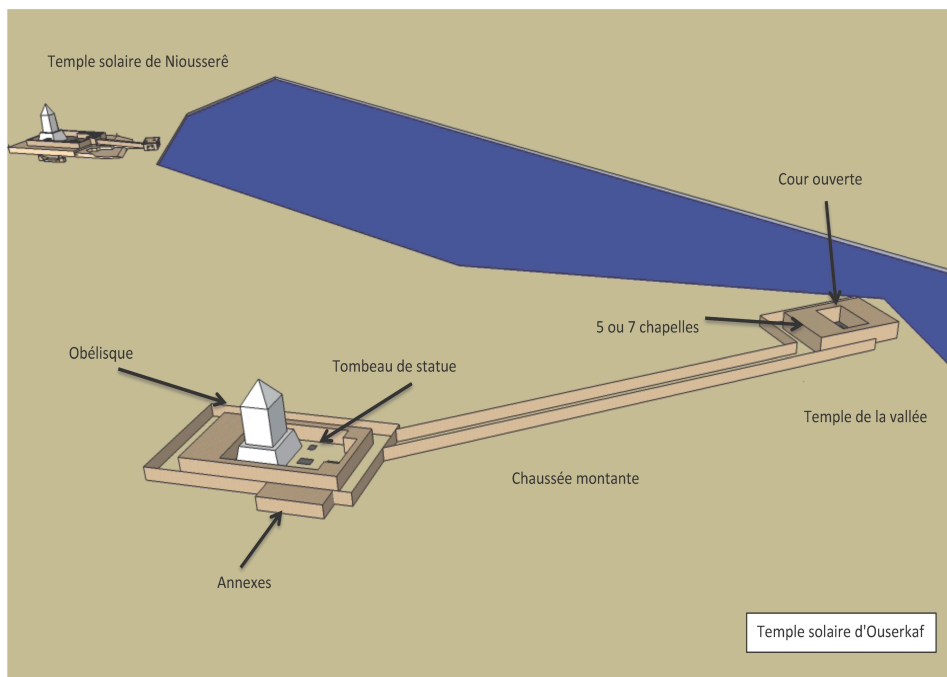 Temple solaire de Niousserê
Cour ouverte
5 ou 7 chapelles
Obélisque
Tombeau de statue
Temple de la vallée
Chaussée montante
Annexes
Temple solaire d'Ouserkaf